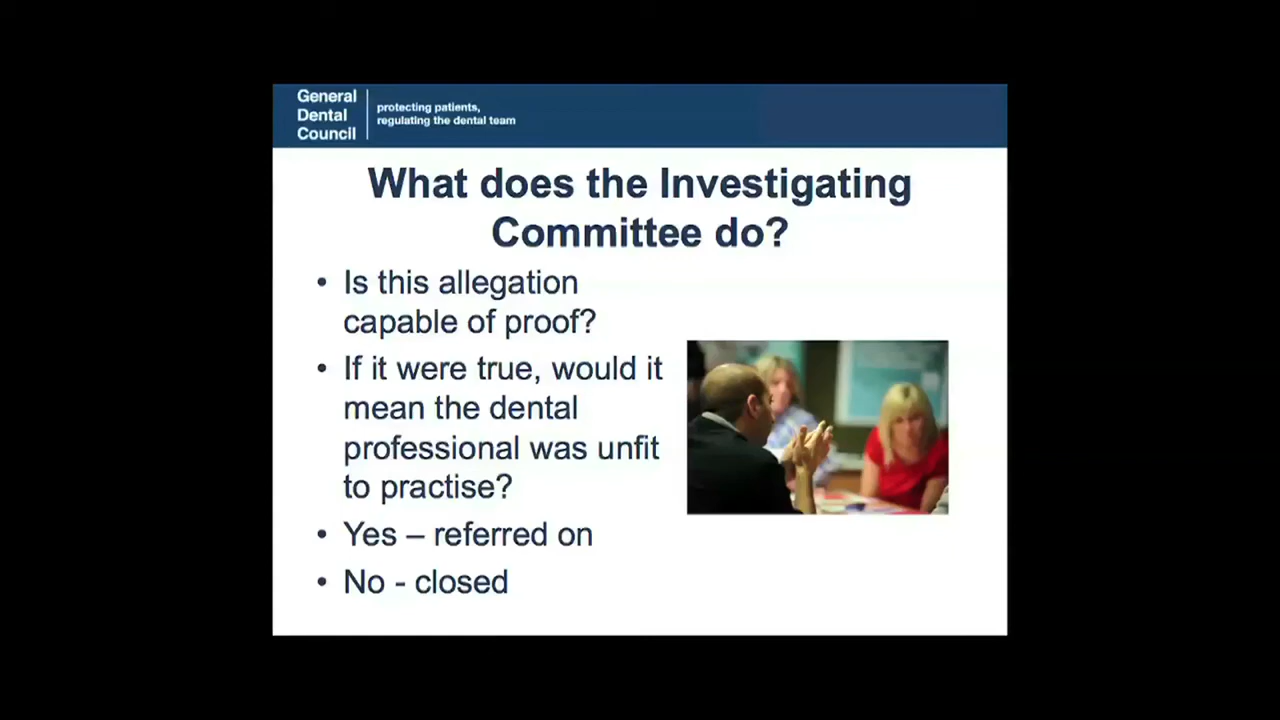 General
Dental
Council
protecting patients,
regulating the dental team
What does the Investigating
Committee do?
• Is this allegation
capable of proof?
• If it were true, would it
mean the dental
professional was unfit
to practise?
• Yes – referred on
• No - closed